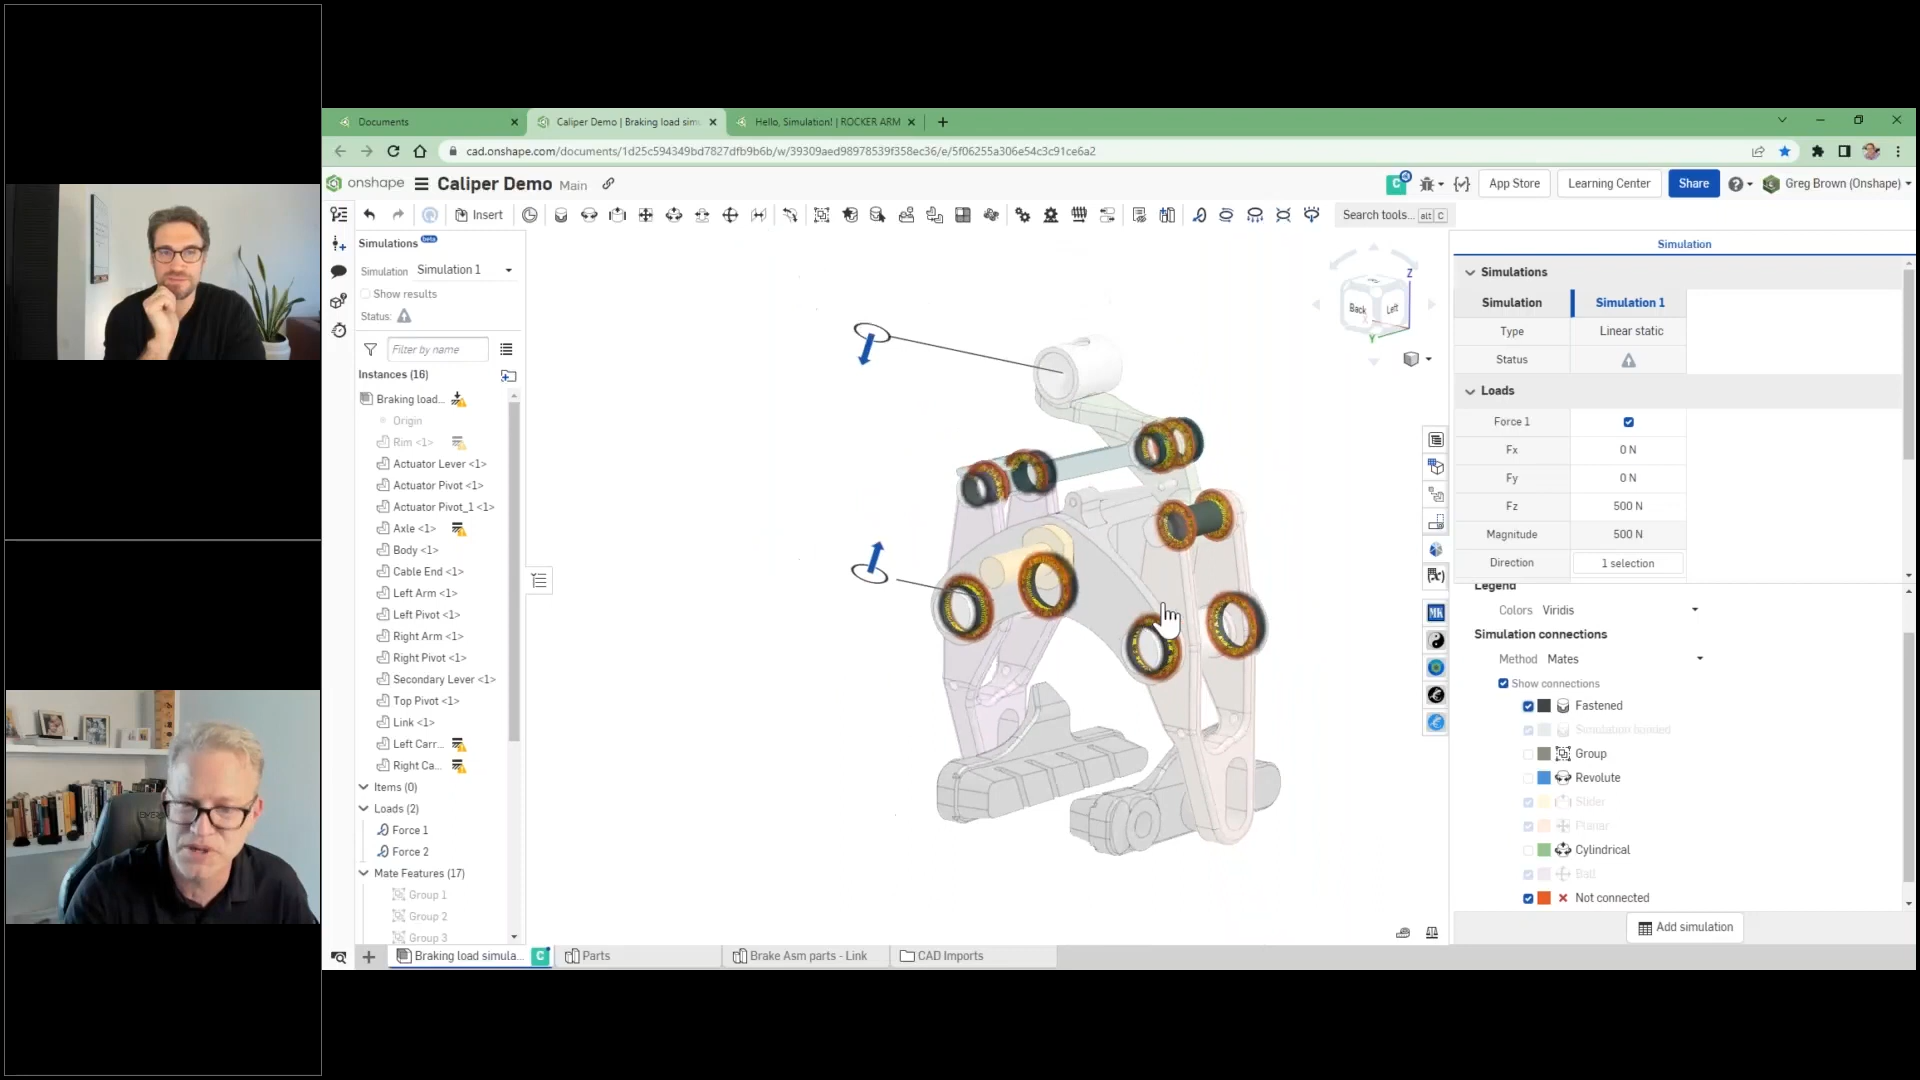 Documents
Caliper Demo | Braking load sim
Hello, Simulation! | ROCKER ARM
cad.onshape.com/documents/1d25c594349bd7827dfb9b6b/w/39309aed98978539f358ec36/e/5f06255a306e54c3c91ce6a2
onshape
Caliper Demo Main
App Store
Learning Center
Share
Greg Brown (Onshape)
Insert
Search tools... alt C
Simulations beta
Simulation Simulation 1
Show results
Status:
Filter by name
Instances (16)
Braking load...
Origin
Rim <1>
Actuator Lever <1>
Actuator Pivot <1>
Actuator Pivot_1 <1>
Axle <1>
Body <1>
Cable End <1>
Left Arm <1>
Left Pivot <1>
Right Arm <1>
Right Pivot <1>
Secondary Lever <1>
Top Pivot <1>
Link <1>
Left Carr...
Right Ca...
Items (0)
Loads (2)
Force 1
Force 2
Mate Features (17)
Group 1
Group 2
Group 3
Z
Back
Left
X
Y
Simulation
Simulations
Simulation Simulation 1
Type Linear static
Status
Loads
Force 1
Fx 0 N
Fy 0 N
Fz 500 N
Magnitude 500 N
Direction 1 selection
Legend
Colors Viridis
Simulation connections
Method Mates
Show connections
Fastened
Simulation bonded
Group
Revolute
Slider
Planar
Cylindrical
Ball
Not connected
Add simulation
MK
Braking load simula... C
Parts
Brake Asm parts - Link
CAD Imports